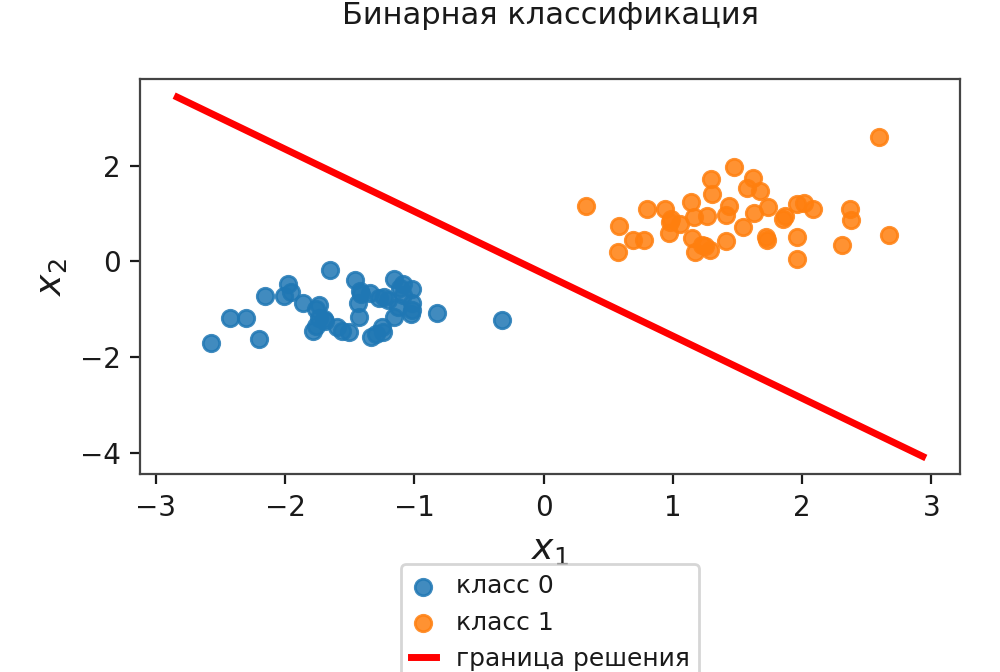 Бинарная классификация
2
0
−2
−4
x₂
−3 −2 −1 0 1 2 3
x₁
класс 0
класс 1
граница решения